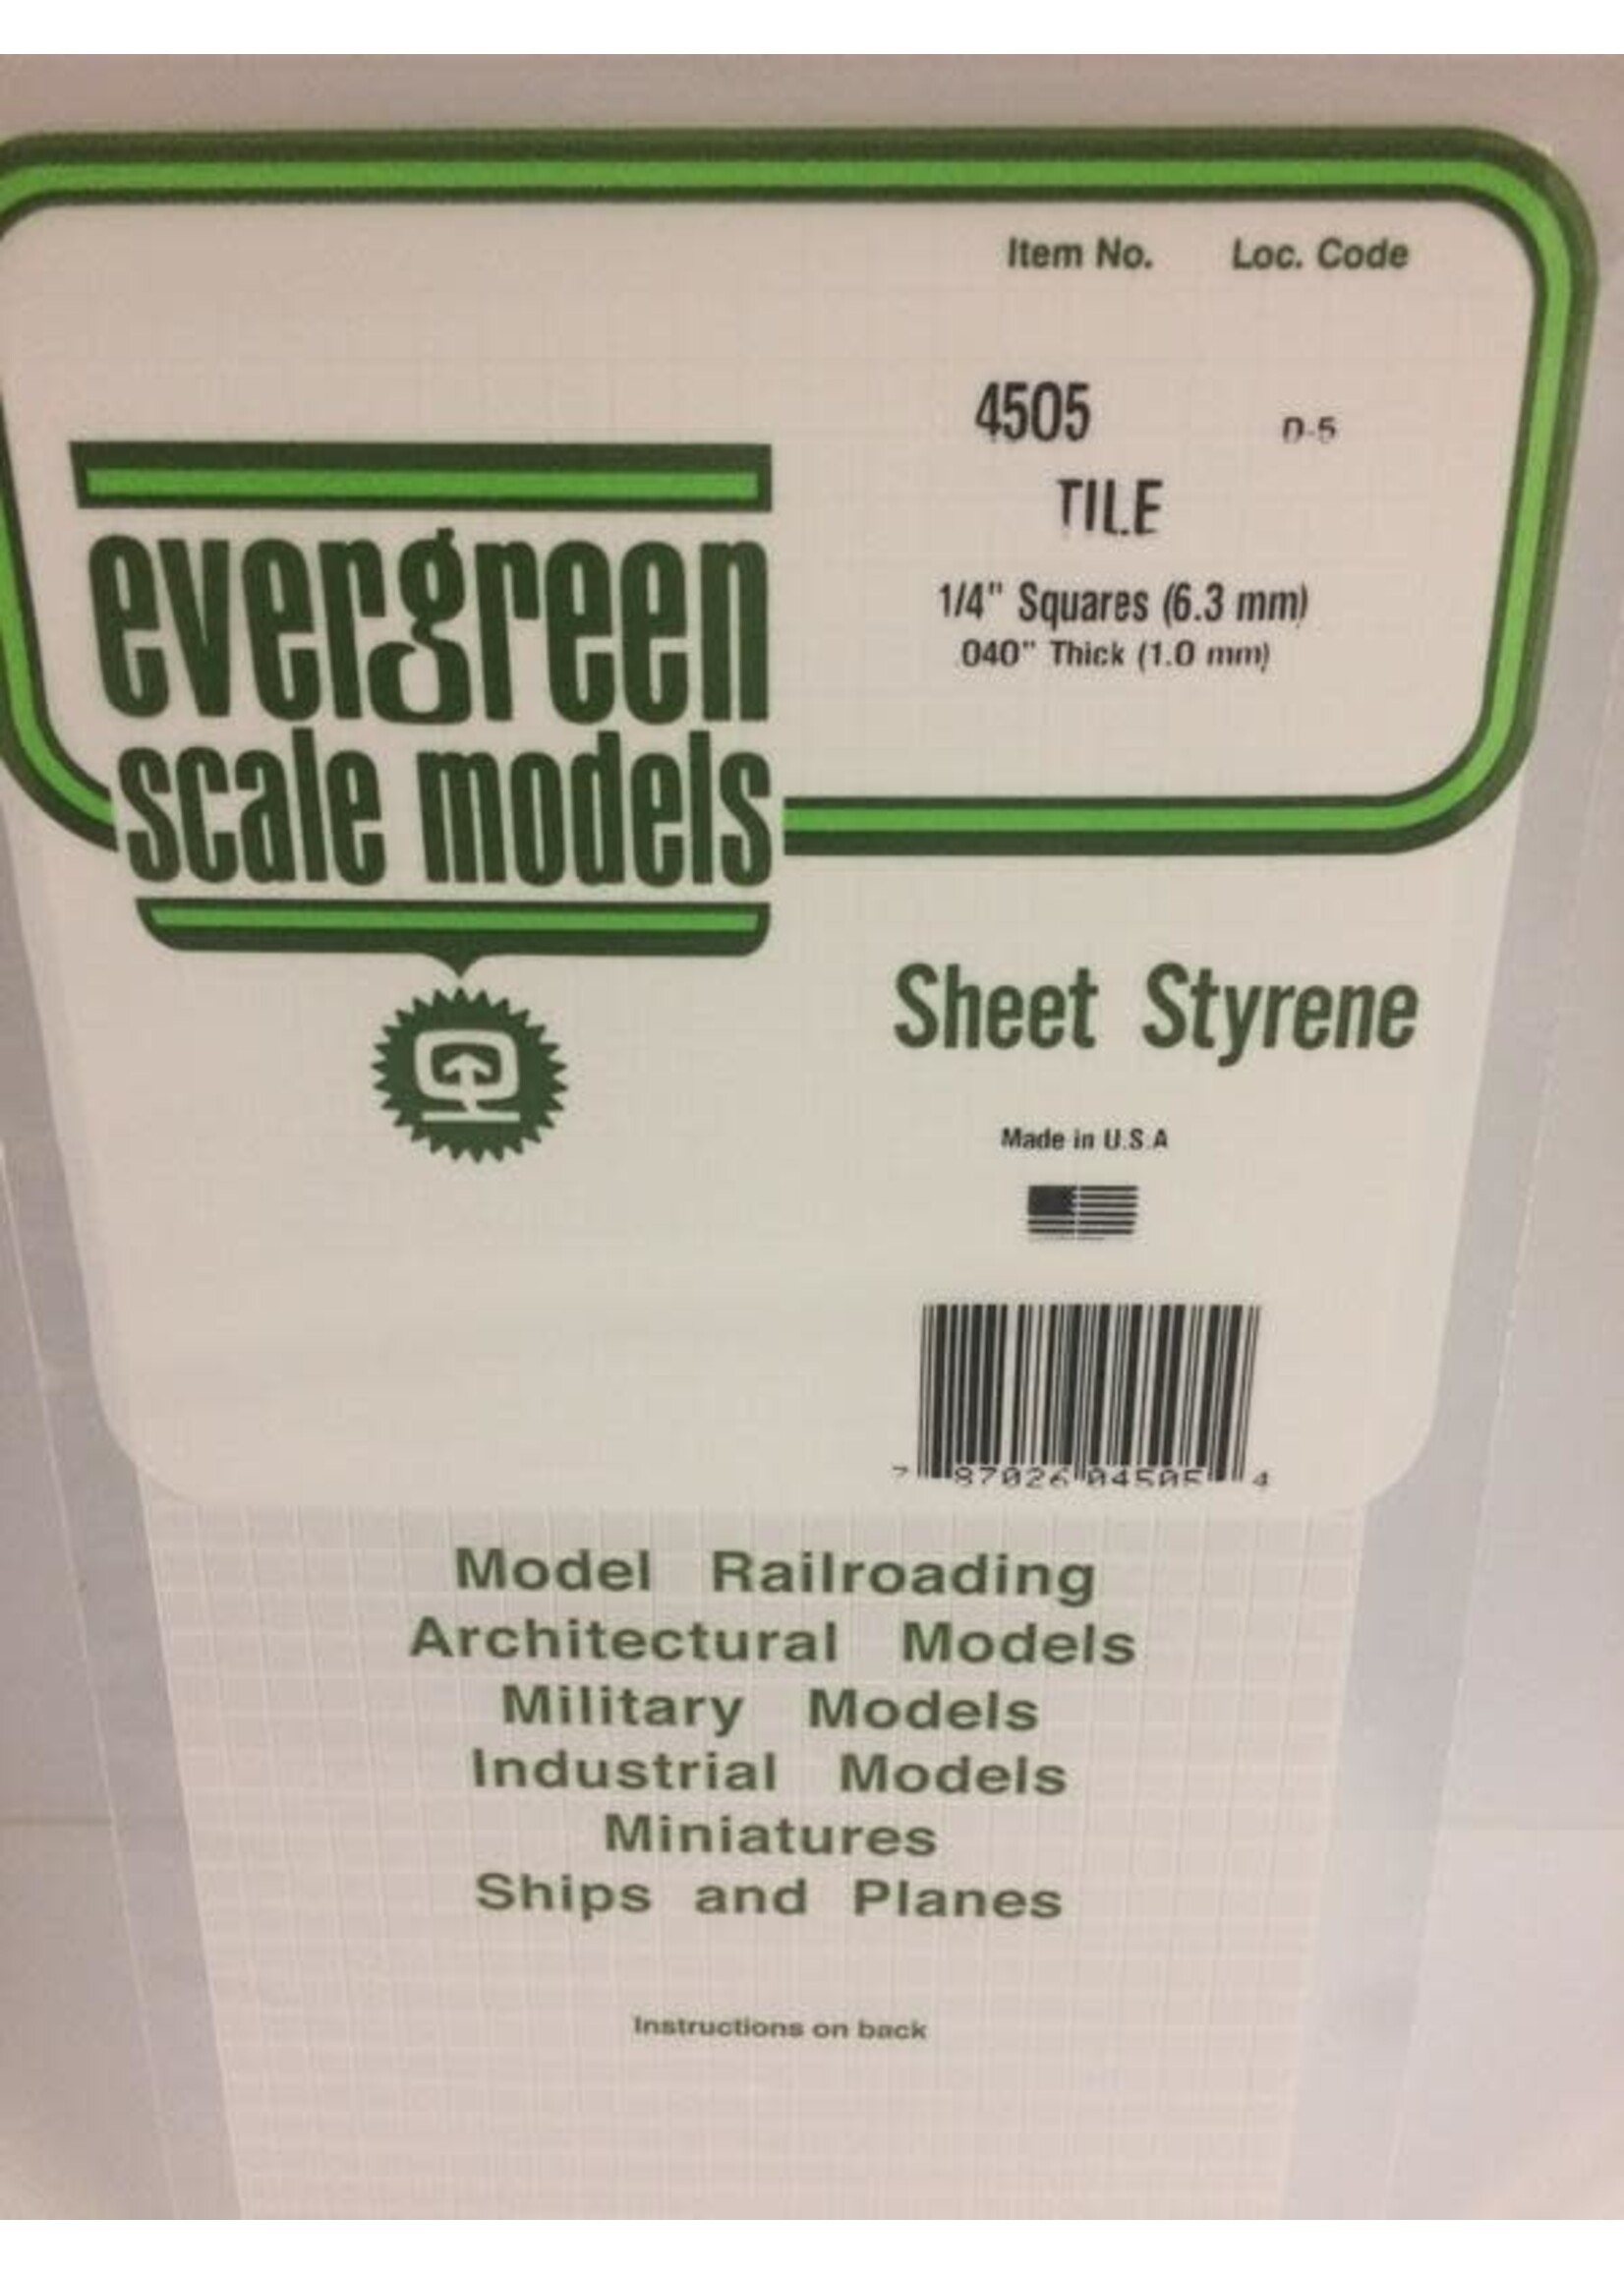 Item No. Loc. Code
4505 D-5
TILE
1/4" Squares (6.3 mm)
.040" Thick (1.0 mm)
evergreen
scale models
Sheet Styrene
Made in U.S.A
7 87026 04505 4
Model Railroading
Architectural Models
Military Models
Industrial Models
Miniatures
Ships and Planes
Instructions on back